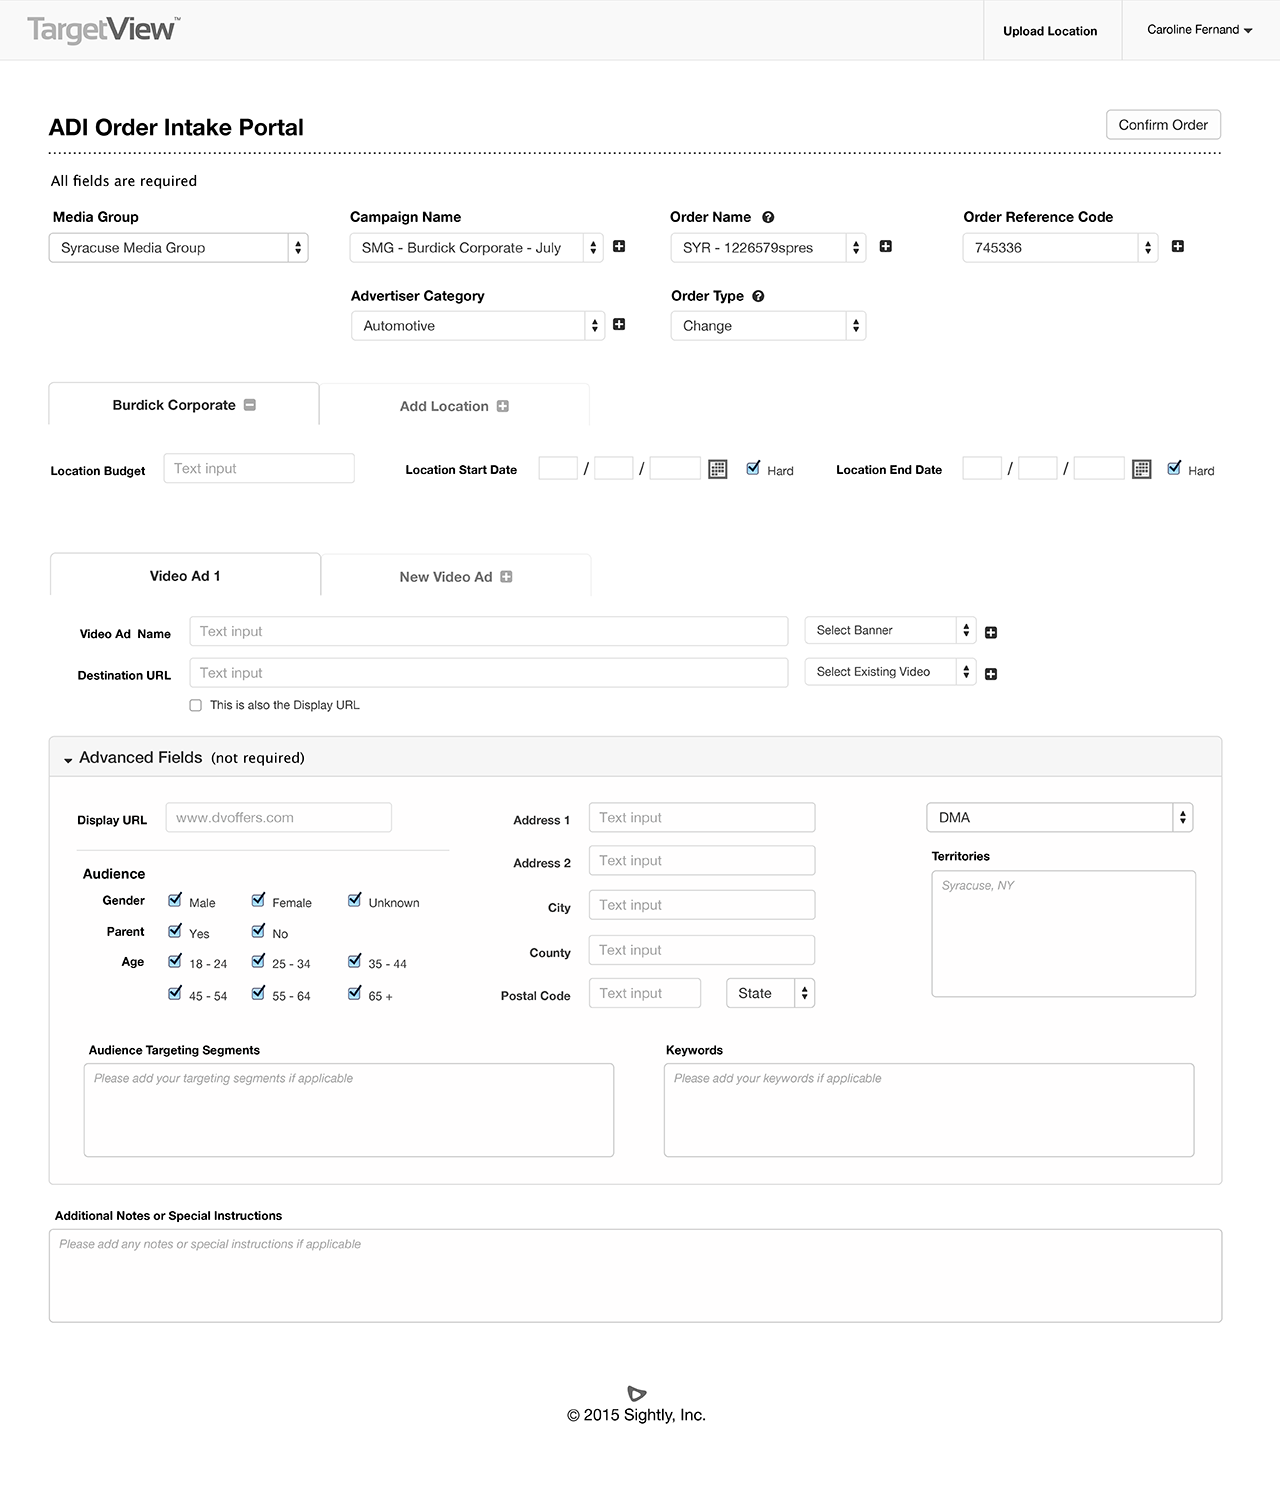 TargetView™
Upload Location
Caroline Fernand
ADI Order Intake Portal
Confirm Order
All fields are required
Media Group
Campaign Name
Order Name
Order Reference Code
Syracuse Media Group
SMG - Burdick Corporate - July
SYR - 1226579spres
745336
Advertiser Category
Order Type
Automotive
Change
Burdick Corporate
Add Location
Location Budget
Text input
Location Start Date
/ /
Hard
Location End Date
/ /
Hard
Video Ad 1
New Video Ad
Video Ad Name
Text input
Select Banner
Destination URL
Text input
Select Existing Video
This is also the Display URL
Advanced Fields (not required)
Display URL
www.dvoffers.com
Audience
Gender
Male
Female
Unknown
Parent
Yes
No
Age
18 - 24
25 - 34
35 - 44
45 - 54
55 - 64
65 +
Address 1
Text input
Address 2
Text input
City
Text input
County
Text input
Postal Code
Text input
State
DMA
Territories
Syracuse, NY
Audience Targeting Segments
Please add your targeting segments if applicable
Keywords
Please add your keywords if applicable
Additional Notes or Special Instructions
Please add any notes or special instructions if applicable
© 2015 Sightly, Inc.